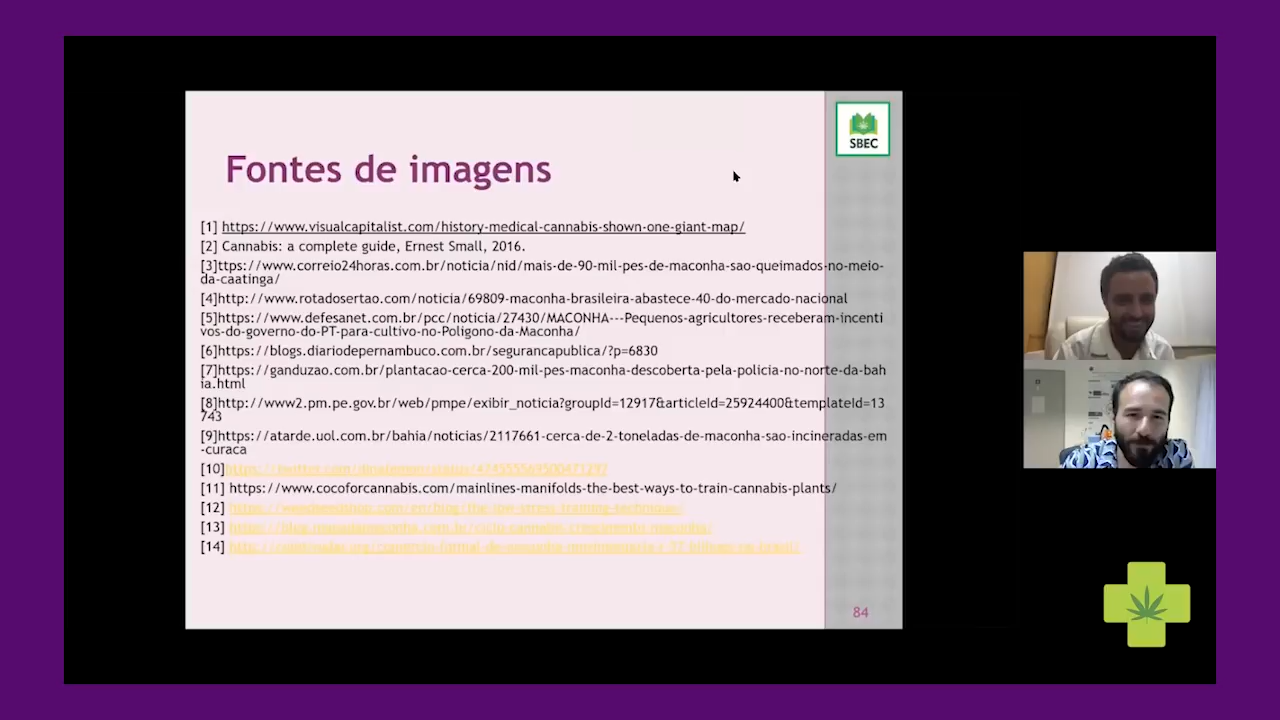 SBEC
Fontes de imagens
[1] https://www.visualcapitalist.com/history-medical-cannabis-shown-one-giant-map/
[2] Cannabis: a complete guide, Ernest Small, 2016.
[3]ttps://www.correio24horas.com.br/noticia/nid/mais-de-90-mil-pes-de-maconha-sao-queimados-no-meio-
da-caatinga/
[4]http://www.rotadosertao.com/noticia/69809-maconha-brasileira-abastece-40-do-mercado-nacional
[5]https://www.defesanet.com.br/pcc/noticia/27430/MACONHA---Pequenos-agricultores-receberam-incenti
vos-do-governo-do-PT-para-cultivo-no-Poligono-da-Maconha/
[6]https://blogs.diariodepernambuco.com.br/segurancapublica/?p=6830
[7]https://ganduzao.com.br/plantacao-cerca-200-mil-pes-maconha-descoberta-pela-policia-no-norte-da-bah
ia.html
[8]http://www2.pm.pe.gov.br/web/pmpe/exibir_noticia?groupId=12917&articleId=25924400&templateId=13
743
[9]https://atarde.uol.com.br/bahia/noticias/2117661-cerca-de-2-toneladas-de-maconha-sao-incineradas-em
-curaca
[10]
[11] https://www.cocoforcannabis.com/mainlines-manifolds-the-best-ways-to-train-cannabis-plants/
[12]
[13]
[14]
84